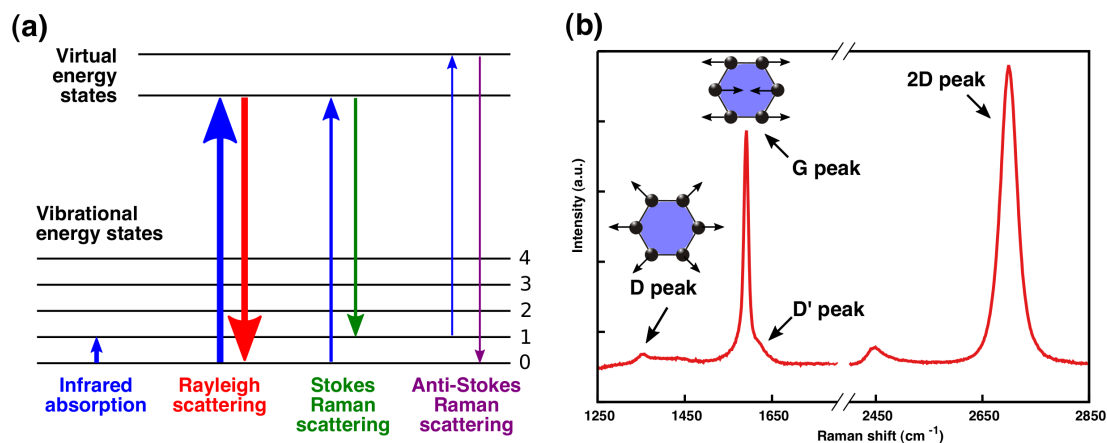 (a)
Virtual
energy
states
Vibrational
energy states
4
3
2
1
0
Infrared
absorption
Rayleigh
scattering
Stokes
Raman
scattering
Anti-Stokes
Raman
scattering
(b)
Intensity (a.u.)
2D peak
G peak
D peak
D' peak
1250 1450 1650 2450 2650 2850
Raman shift (cm⁻¹)